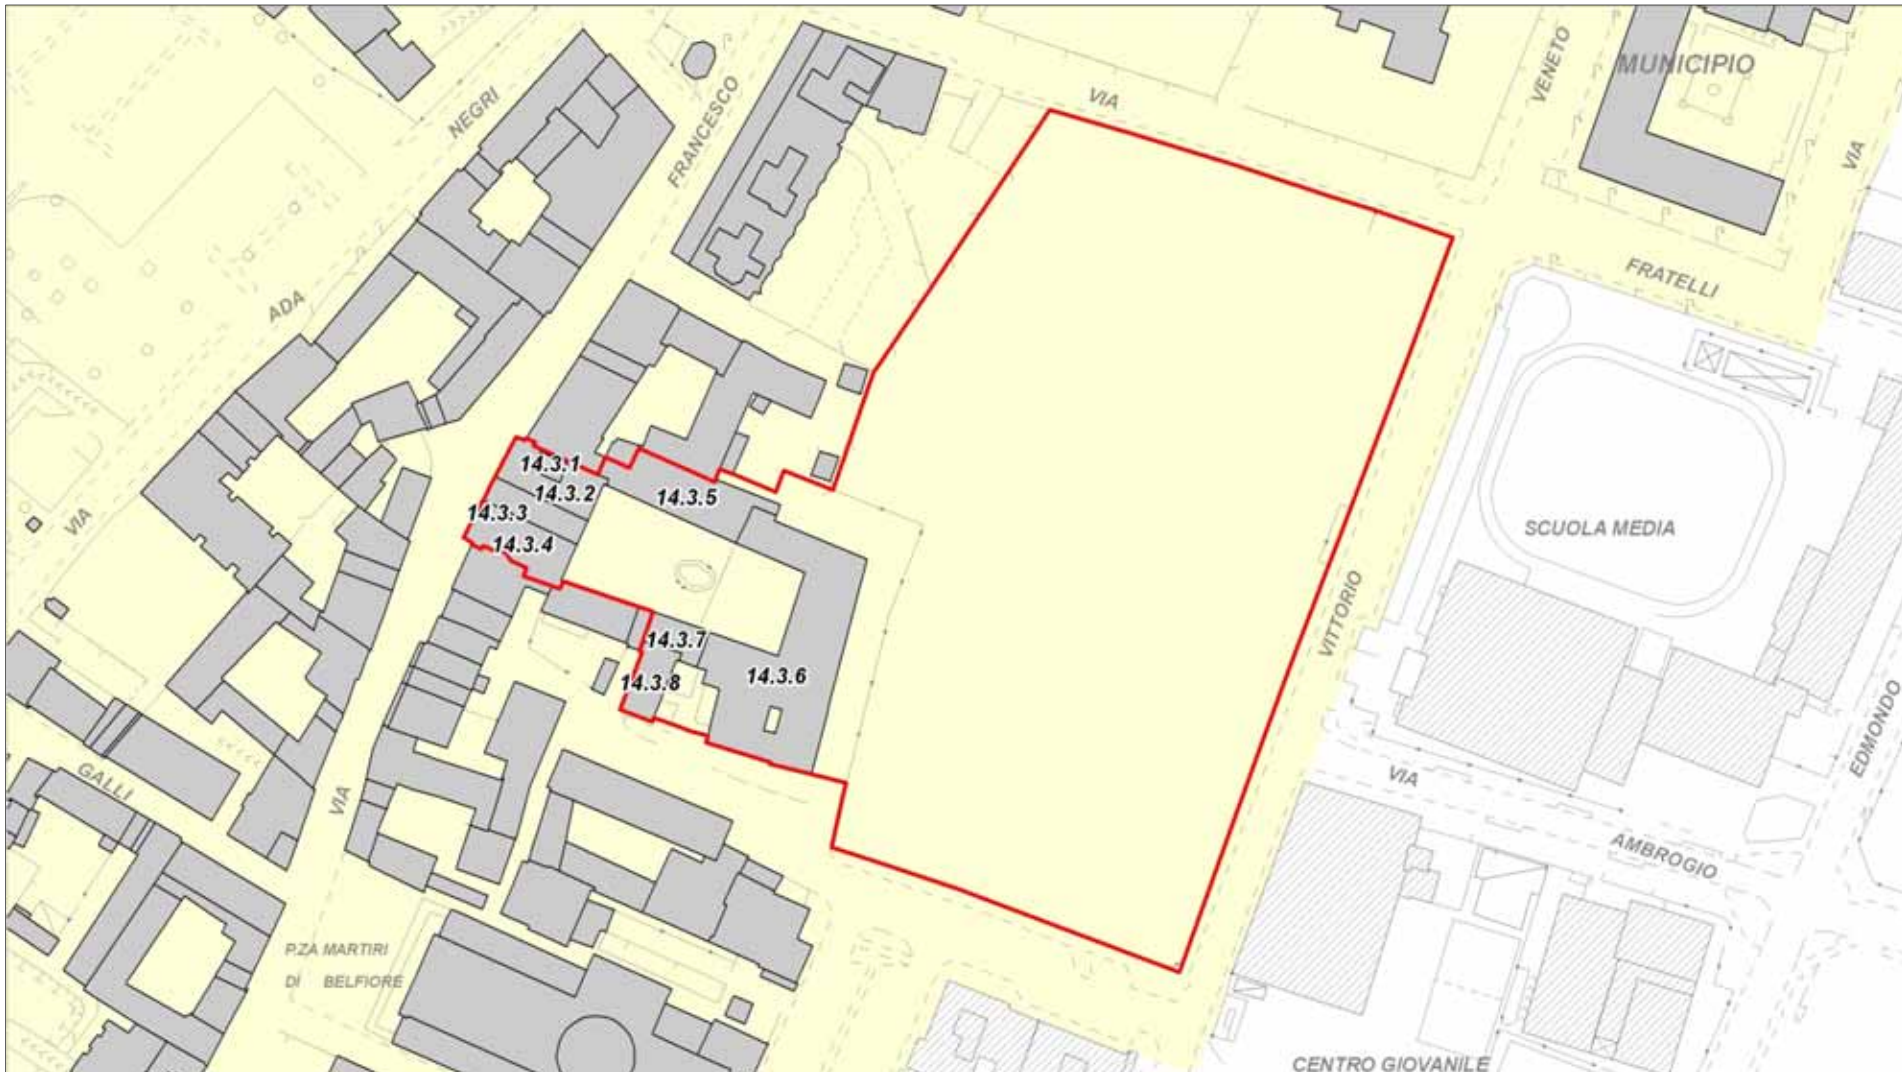 MUNICIPIO
VENETO
VIA
VIA
NEGRI
FRANCESCO
FRATELLI
ADA
14.3.1
14.3.2
14.3.5
14.3.3
14.3.4
VIA
SCUOLA MEDIA
VITTORIO
14.3.7
14.3.6
14.3.8
EDMONDO
GALLI
VIA
VIA
AMBROGIO
P.ZA MARTIRI
DI BELFIORE
CENTRO GIOVANILE